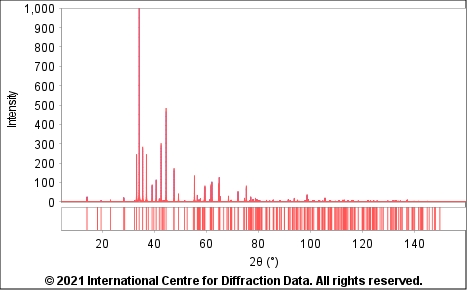 1,000
900
800
700
600
500
400
300
200
100
0
Intensity
20 40 60 80 100 120 140
2θ (°)
© 2021 International Centre for Diffraction Data. All rights reserved.